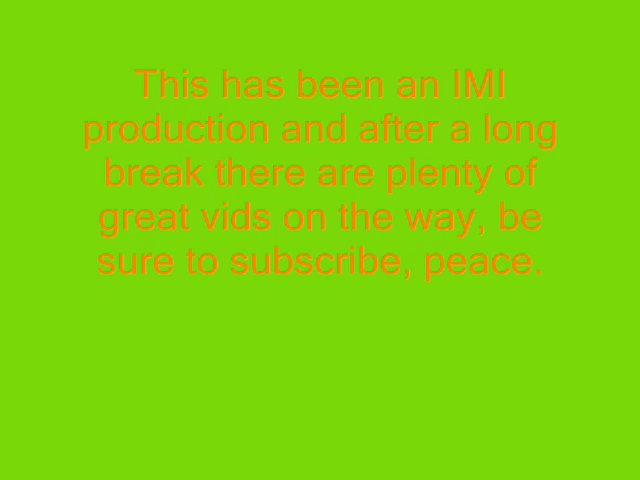 This has been an IMI
production and after a long
break there are plenty of
great vids on the way, be
sure to subscribe, peace.